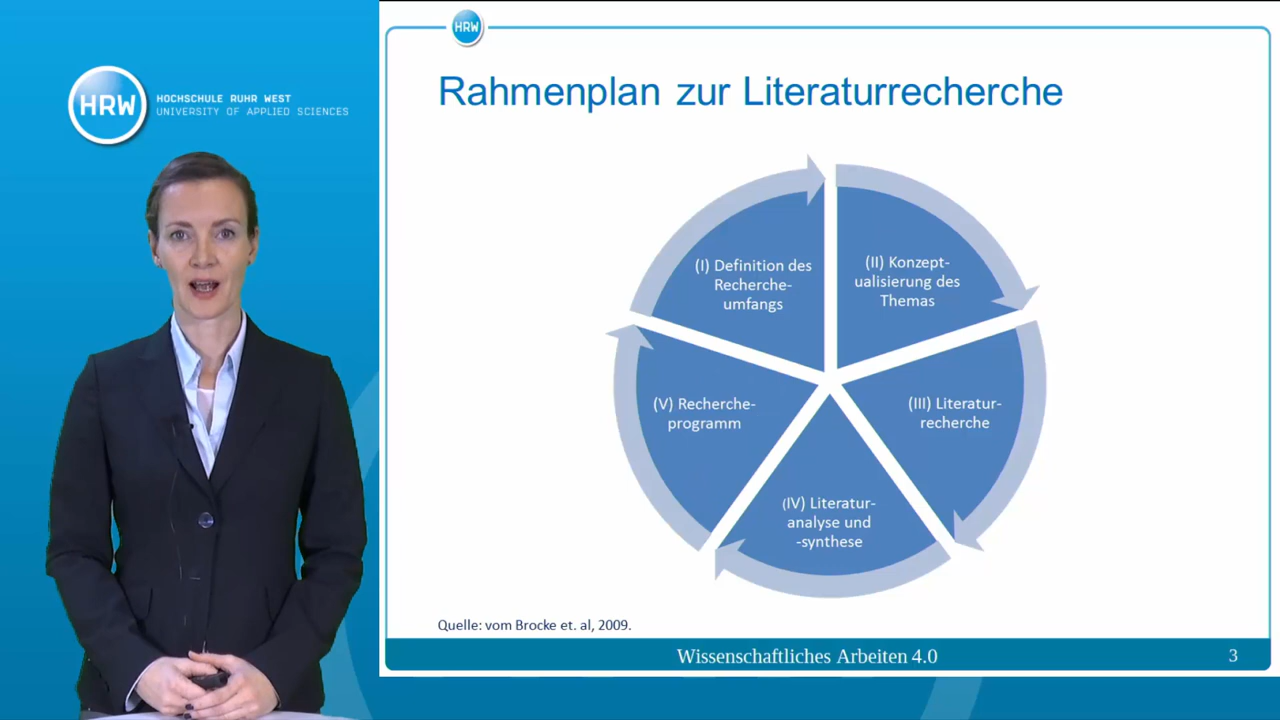 HRW
HOCHSCHULE RUHR WEST
UNIVERSITY OF APPLIED SCIENCES
HRW
Rahmenplan zur Literaturrecherche
(I) Definition des
Recherche-
umfangs
(II) Konzept-
ualisierung des
Themas
(III) Literatur-
recherche
(IV) Literatur-
analyse und
-synthese
(V) Recherche-
programm
Quelle: vom Brocke et. al, 2009.
Wissenschaftliches Arbeiten 4.0
3